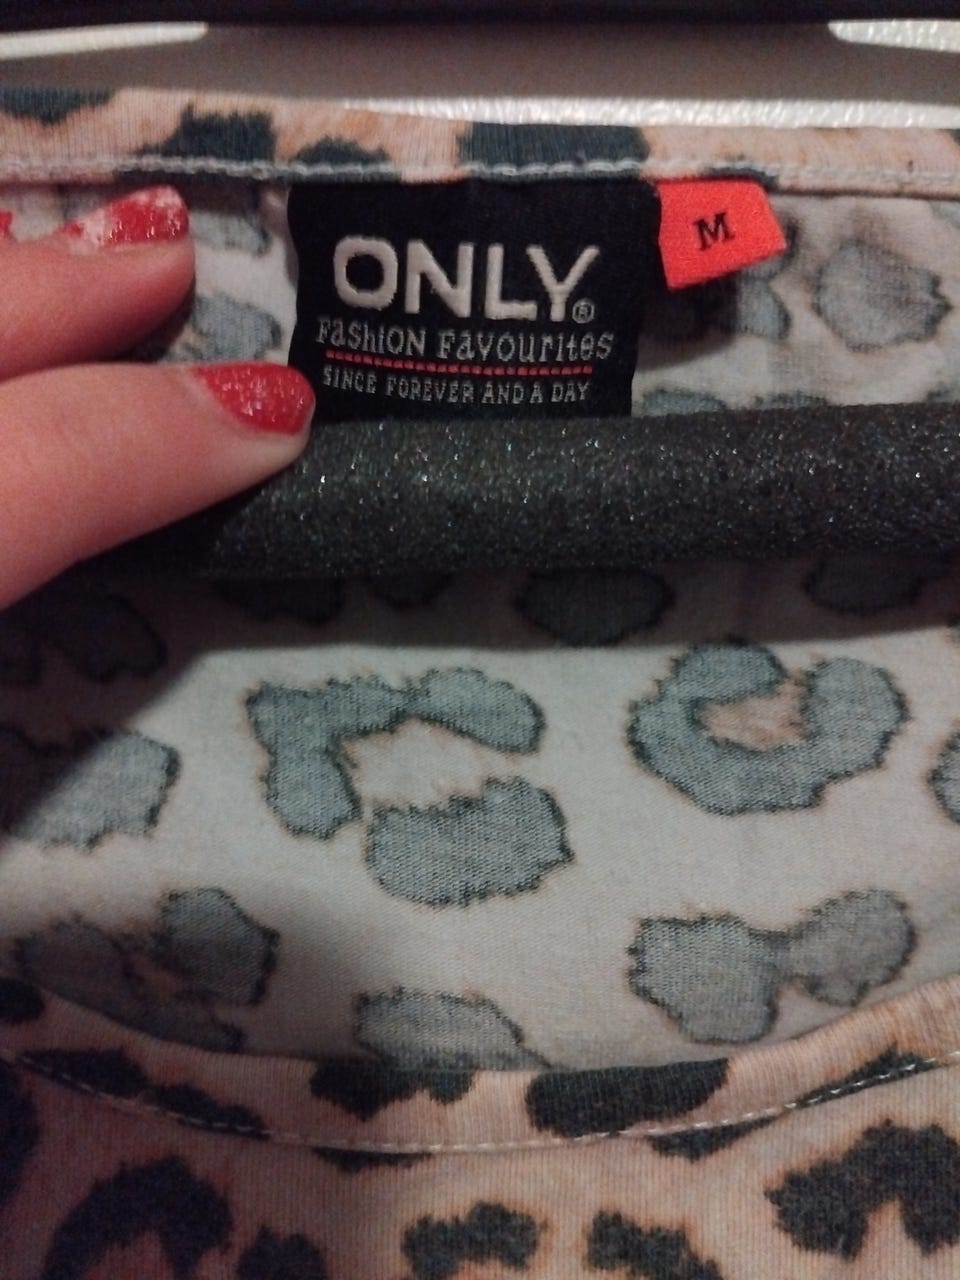 ONLY®
Fashion Favourites
SINCE FOREVER AND A DAY
M